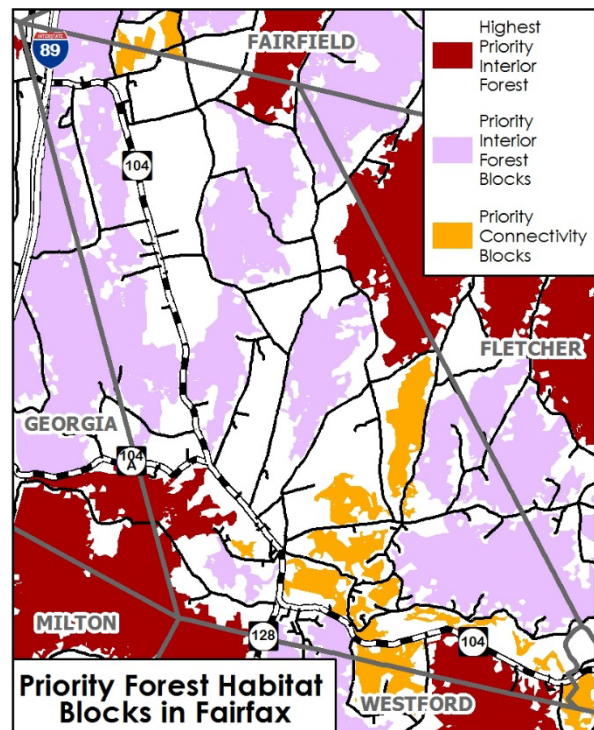 INTERSTATE
89
FAIRFIELD
Highest
Priority
Interior
Forest
Priority
Interior
Forest
Blocks
Priority
Connectivity
Blocks
104
FLETCHER
GEORGIA
104
A
MILTON
128
104
WESTFORD
Priority Forest Habitat
Blocks in Fairfax